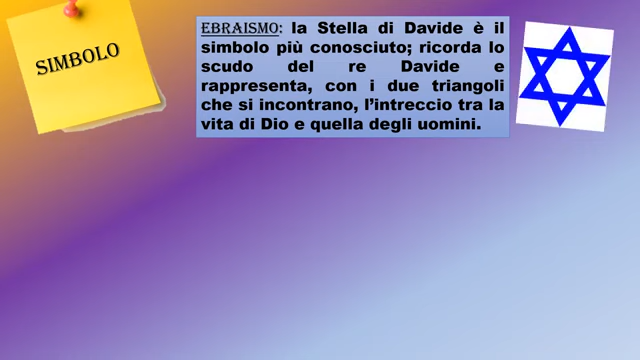 SIMBOLO
EBRAISMO: la Stella di Davide è il
simbolo più conosciuto; ricorda lo
scudo del re Davide e
rappresenta, con i due triangoli
che si incontrano, l’intreccio tra la
vita di Dio e quella degli uomini.